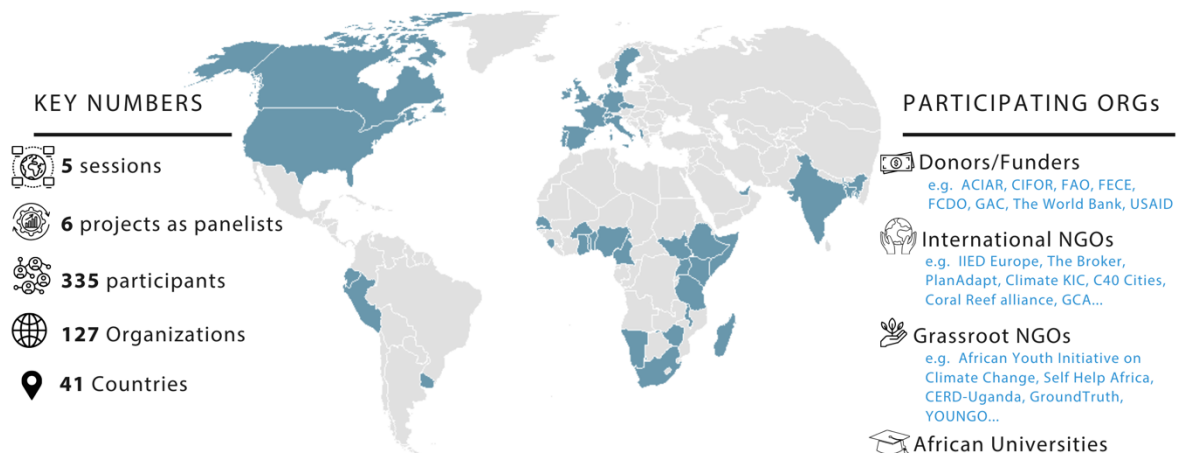 KEY NUMBERS
5 sessions
6 projects as panelists
335 participants
127 Organizations
41 Countries
PARTICIPATING ORGs
Donors/Funders
e.g. ACIAR, CIFOR, FAO, FECE,
FCDO, GAC, The World Bank, USAID
International NGOs
e.g. IIED Europe, The Broker,
PlanAdapt, Climate KIC, C40 Cities,
Coral Reef alliance, GCA...
Grassroot NGOs
e.g. African Youth Initiative on
Climate Change, Self Help Africa,
CERD-Uganda, GroundTruth,
YOUNGO...
African Universities